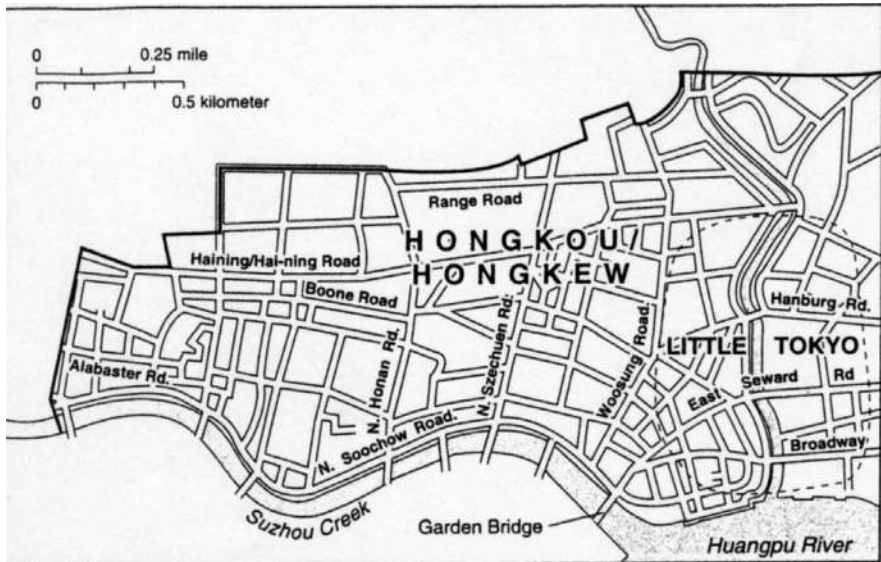 0 0.25 mile
0 0.5 kilometer
Range Road
HONGKOU/
HONGKEW
Haining/Hai-ning Road
Boone Road
Hanburg Rd.
N. Szechuen Rd.
Woosung Road.
N. Honan Rd.
LITTLE TOKYO
Alabaster Rd.
East Seward Rd
N. Soochow Road.
Broadway
Suzhou Creek
Garden Bridge
Huangpu River